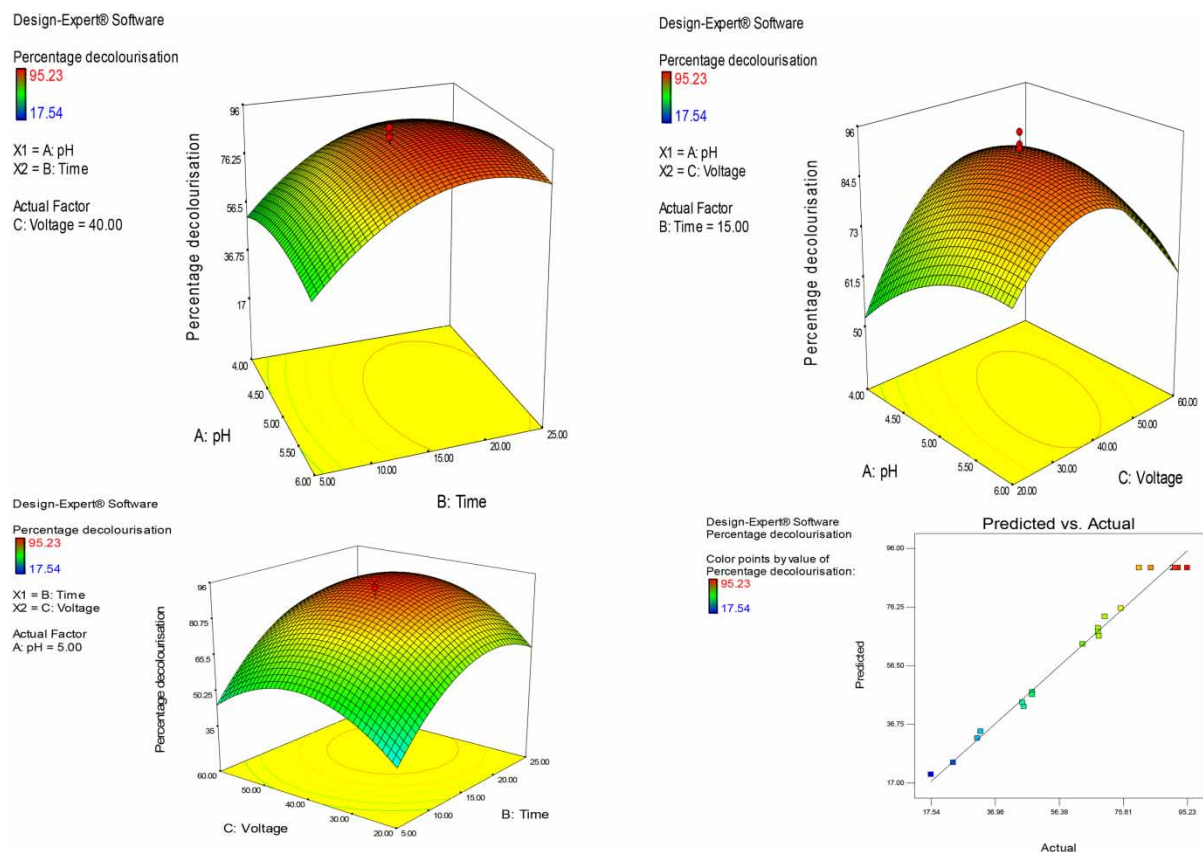 Design-Expert® Software
Percentage decolourisation
95.23
17.54
X1 = A: pH
X2 = B: Time
Actual Factor
C: Voltage = 40.00
96
76.25
56.5
36.75
17
Percentage decolourisation
4.00
4.50
5.00
5.50
6.00
A: pH
5.00
10.00
15.00
20.00
25.00
B: Time
Design-Expert® Software
Percentage decolourisation
95.23
17.54
X1 = A: pH
X2 = C: Voltage
Actual Factor
B: Time = 15.00
96
84.5
73
61.5
50
Percentage decolourisation
4.00
4.50
5.00
5.50
6.00
A: pH
20.00
30.00
40.00
50.00
60.00
C: Voltage
Design-Expert® Software
Percentage decolourisation
95.23
17.54
X1 = B: Time
X2 = C: Voltage
Actual Factor
A: pH = 5.00
96
80.75
65.5
50.25
35
Percentage decolourisation
60.00
50.00
40.00
30.00
20.00
C: Voltage
5.00
10.00
15.00
20.00
25.00
B: Time
Design-Expert® Software
Percentage decolourisation
Color points by value of
Percentage decolourisation:
95.23
17.54
Predicted vs. Actual
96.00
76.25
56.50
36.75
17.00
Predicted
17.54
36.96
56.38
75.81
95.23
Actual